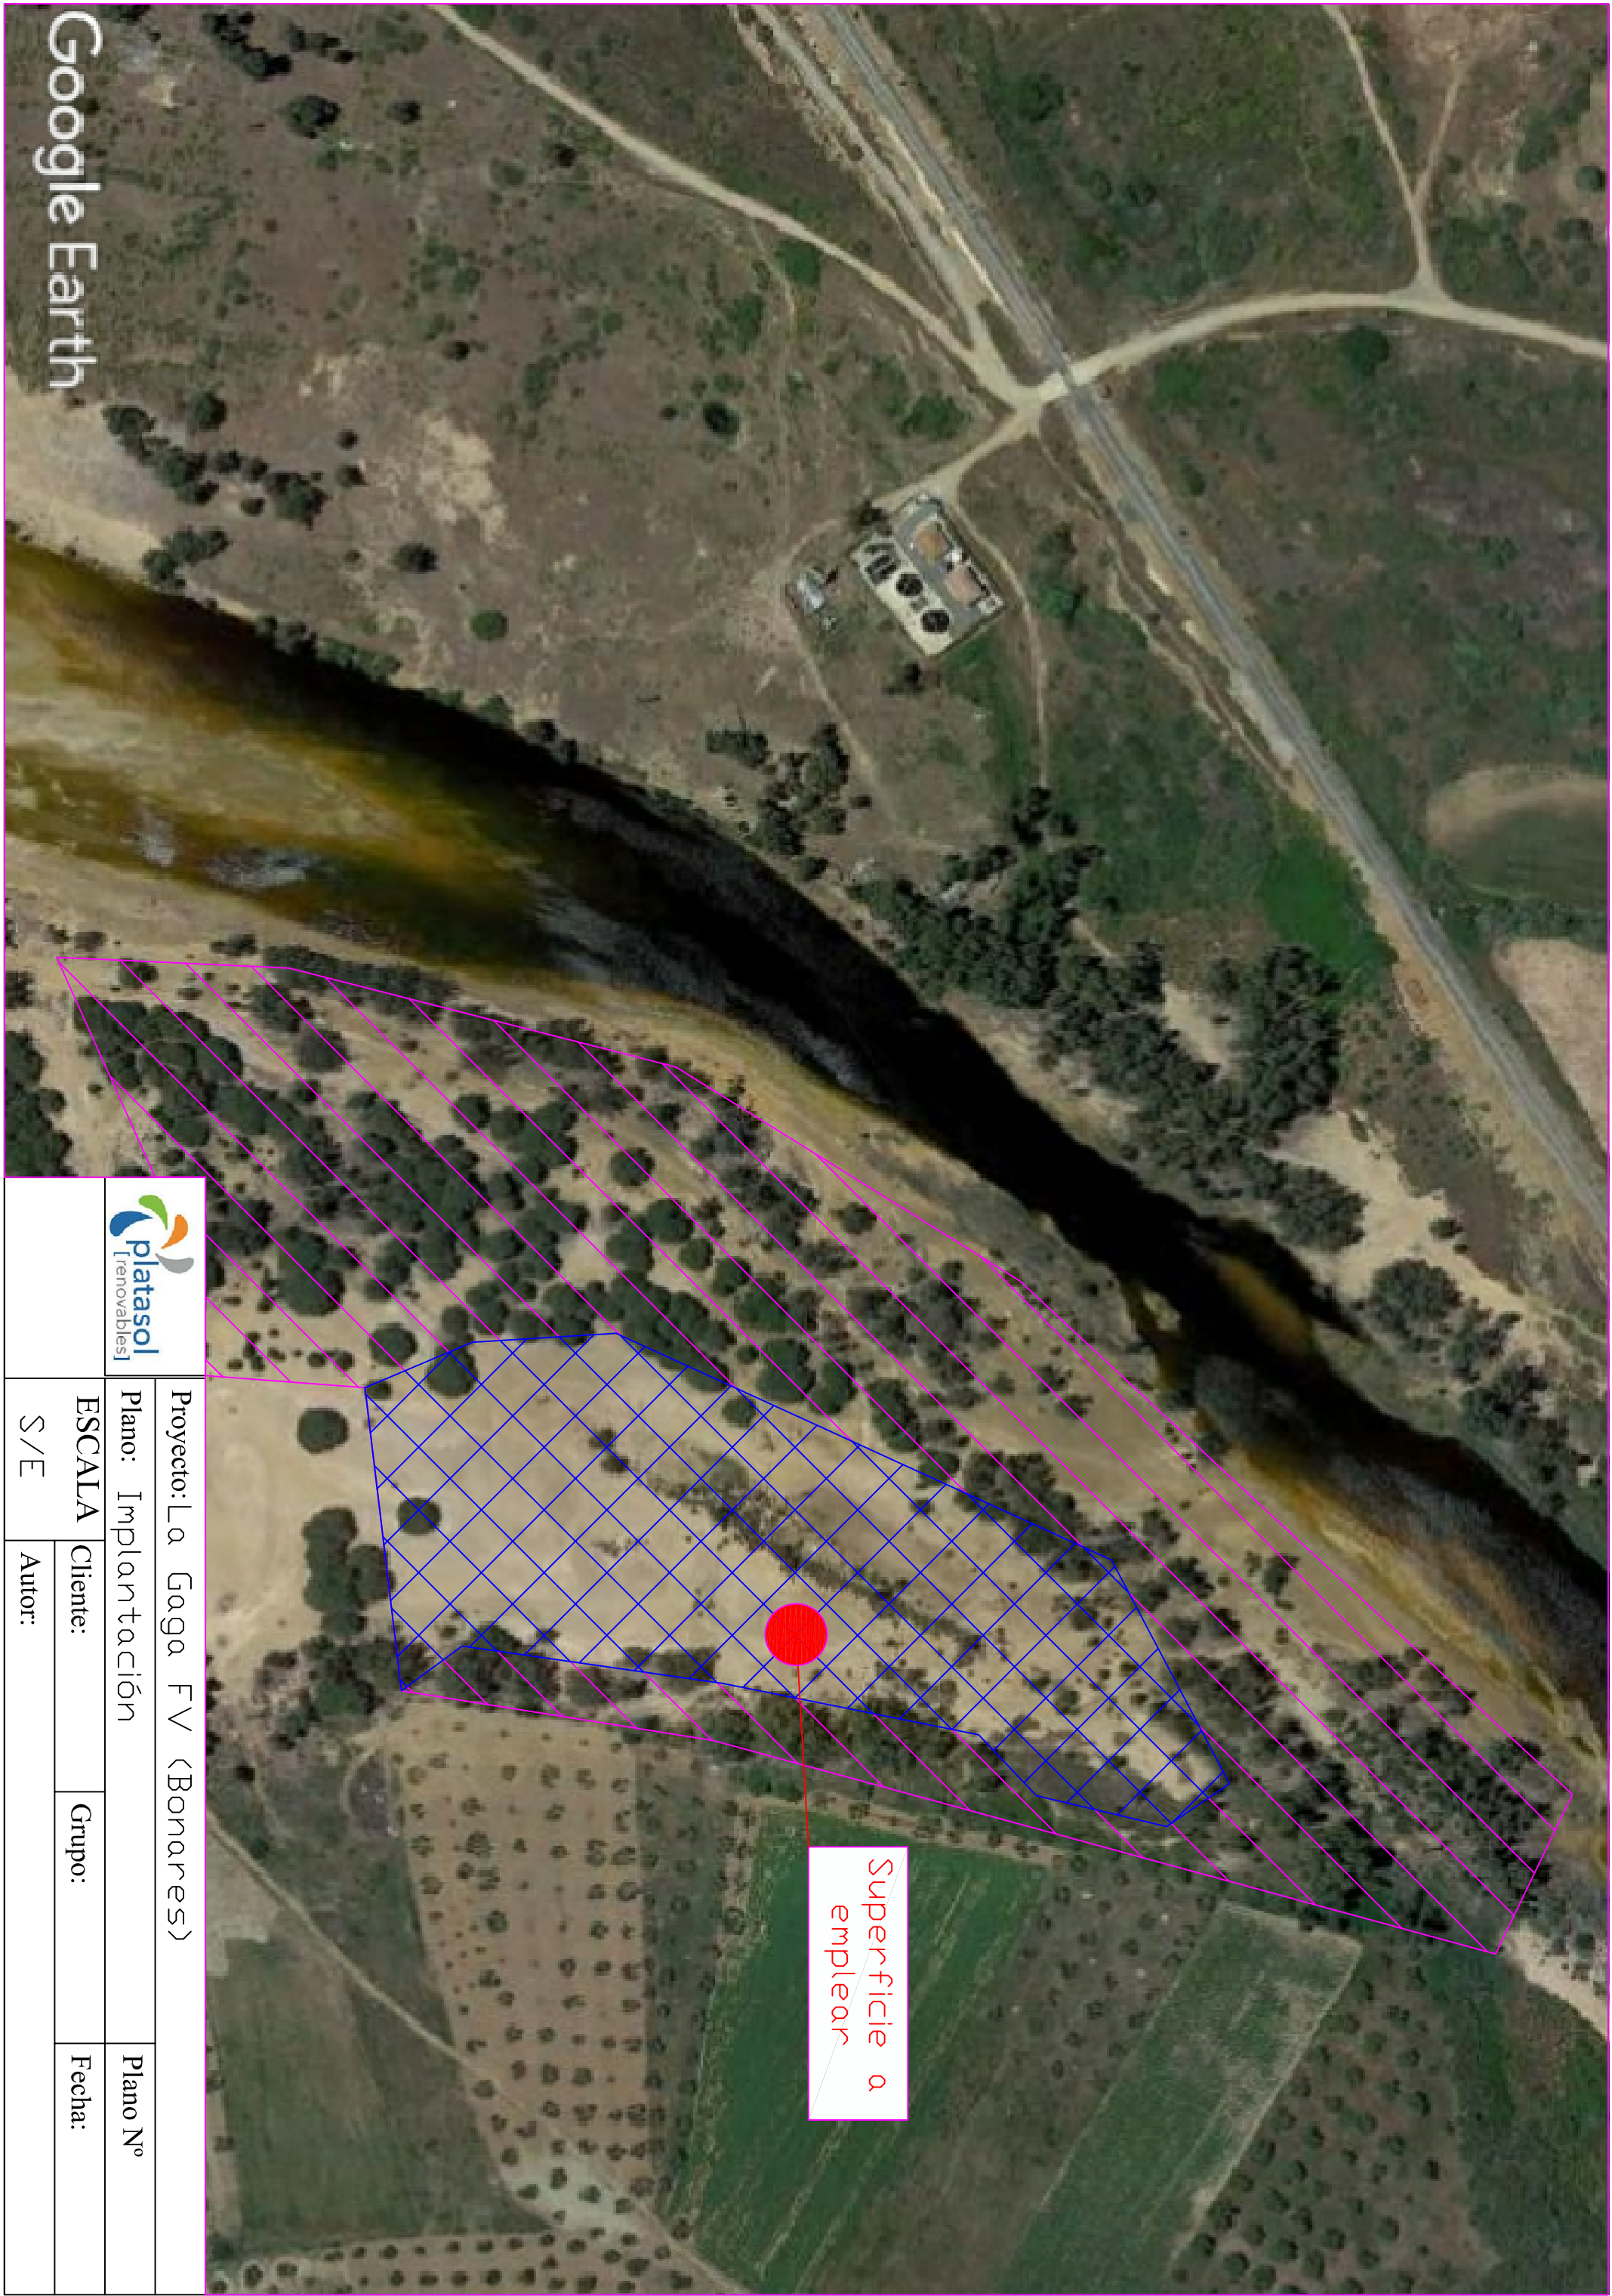 Google Earth
Superficie a
emplear
platasol
[renovables]
Proyecto: La Gaga FV (Bonares)
Plano: Implantación
Plano Nº
ESCALA
S/E
Cliente:
Grupo:
Fecha:
Autor: